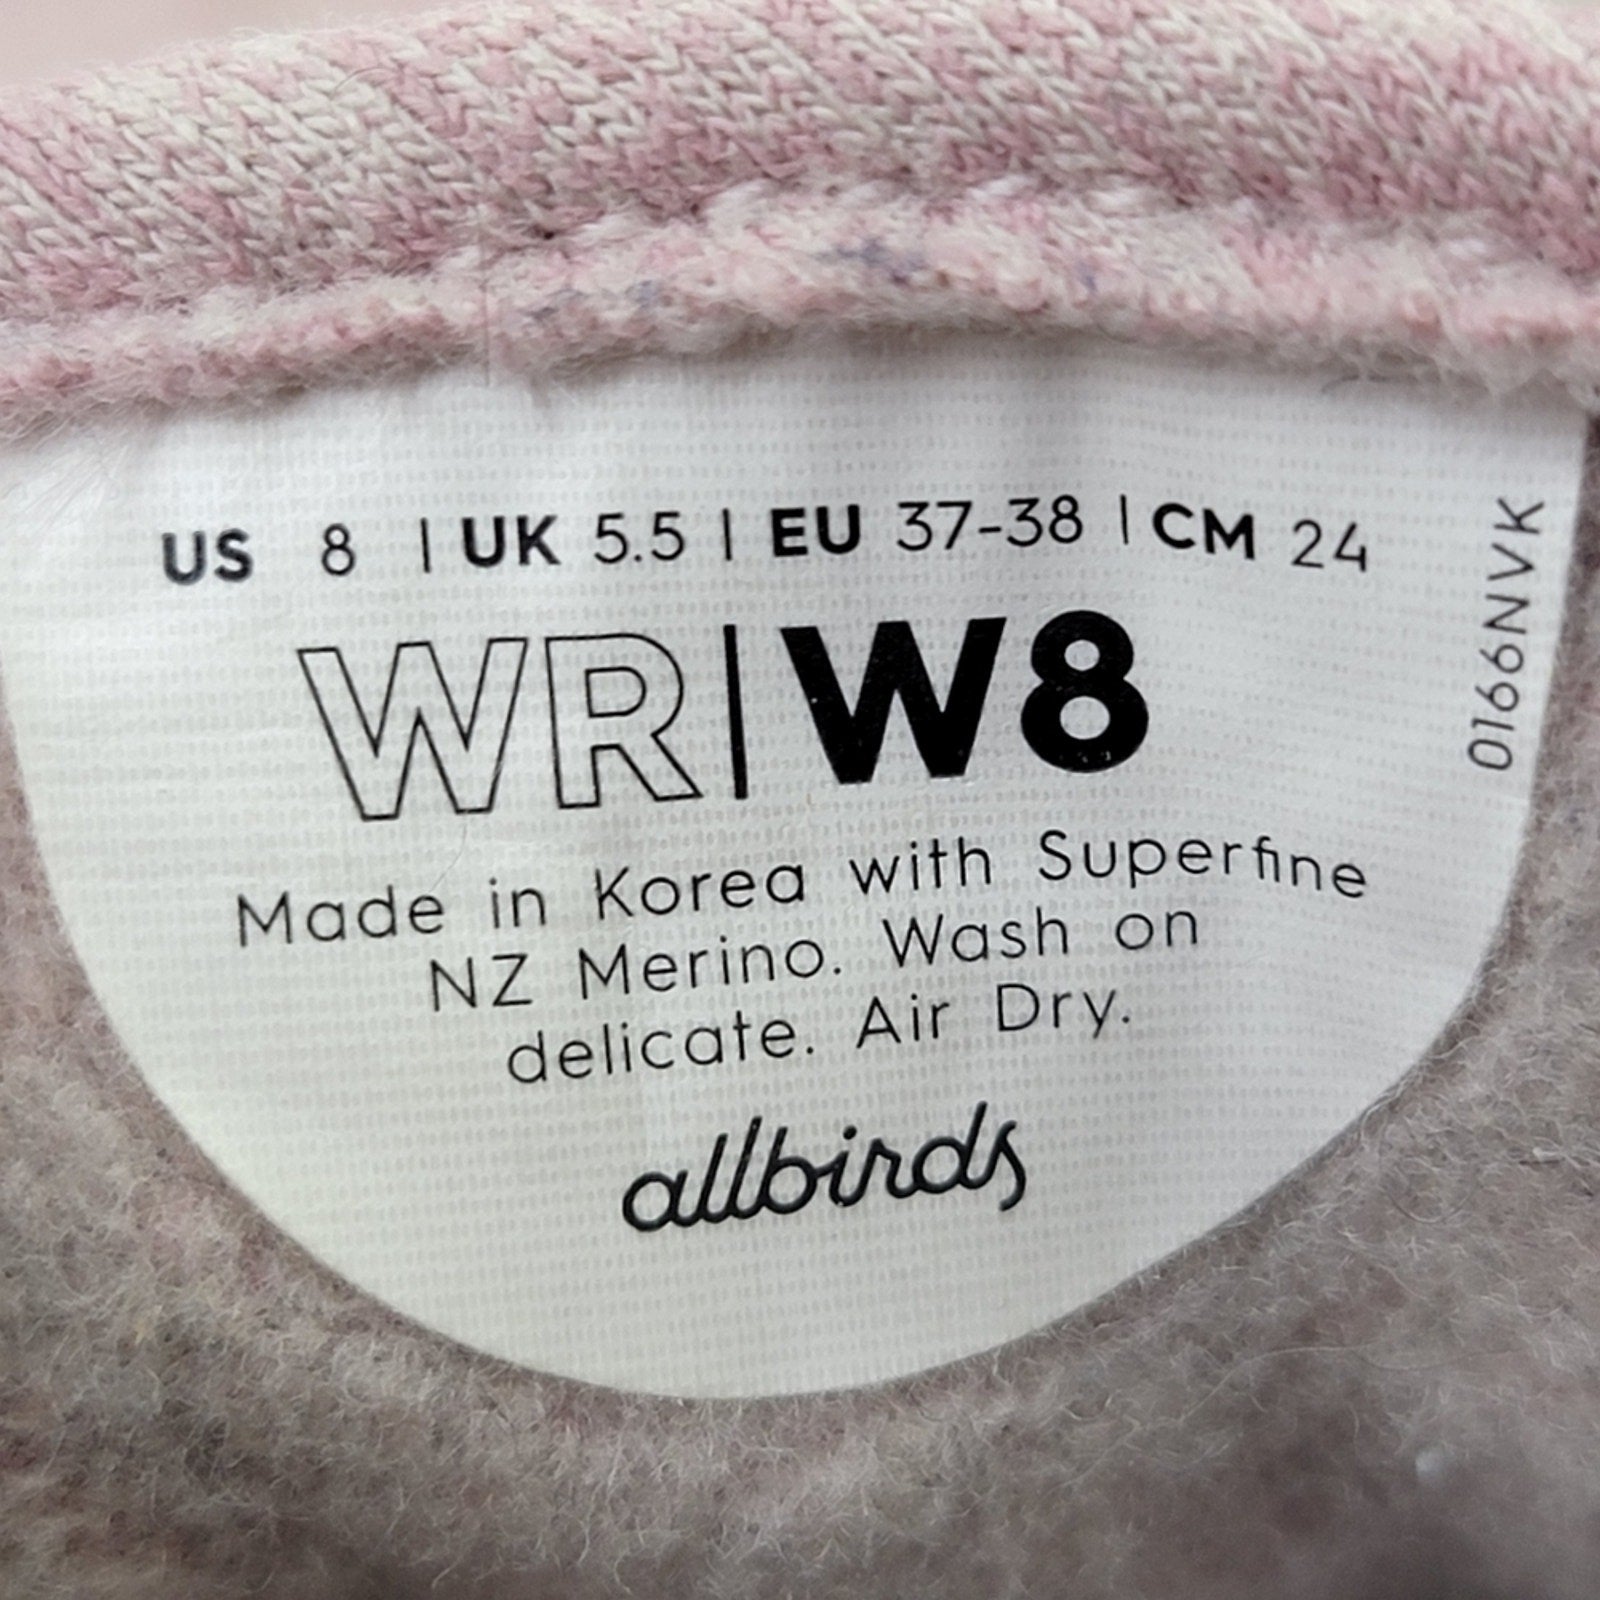 US 8 | UK 5.5 | EU 37-38 | CM 24
WR|W8
Made in Korea with Superfine
NZ Merino. Wash on
delicate. Air Dry.
allbirds
0166NVK